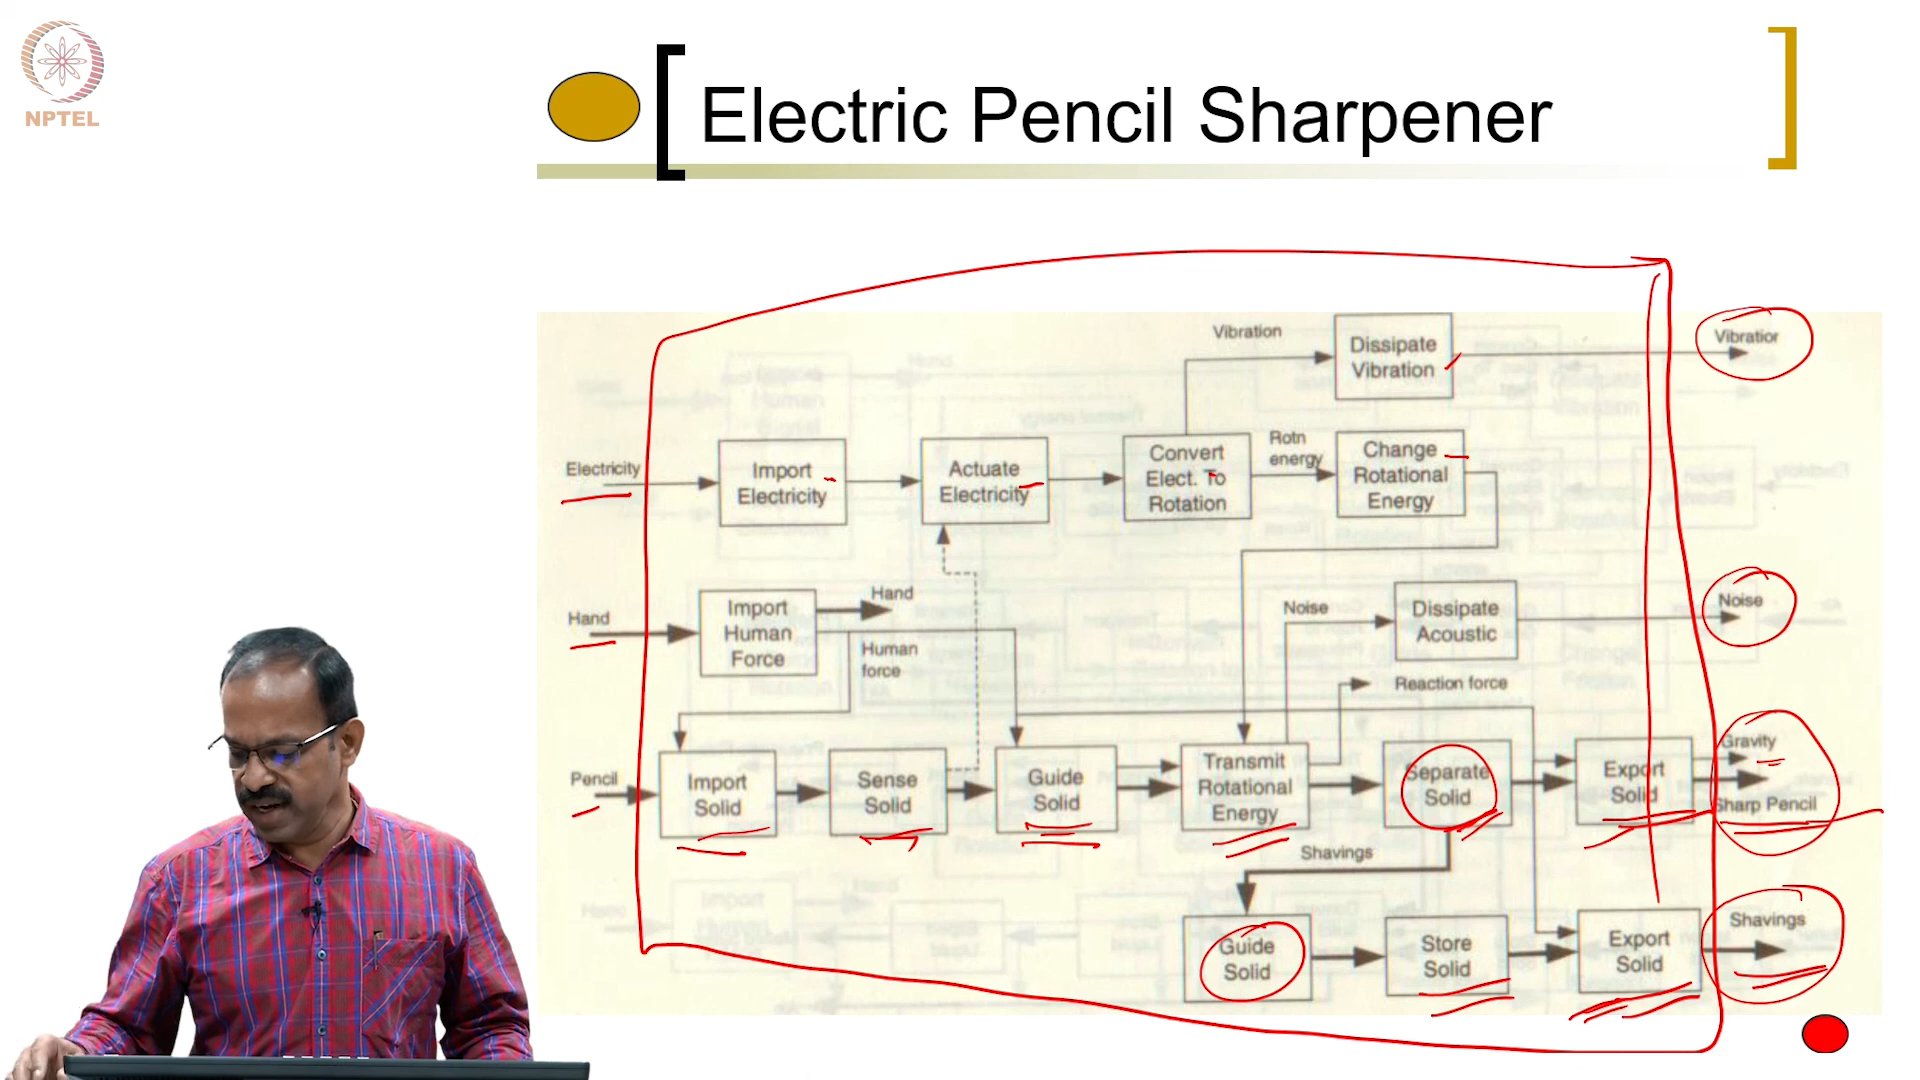 NPTEL
Electric Pencil Sharpener
Vibration
Dissipate
Vibration
Vibratior
Electricity
Import
Electricity
Actuate
Electricity
Convert
Elect. To
Rotation
Rotn
energy
Change
Rotational
Energy
Hand
Import
Human
Force
Hand
Human
force
Noise
Dissipate
Acoustic
Noise
Reaction force
Pencil
Import
Solid
Sense
Solid
Guide
Solid
Transmit
Rotational
Energy
Separate
Solid
Export
Solid
Gravity
Sharp Pencil
Shavings
Guide
Solid
Store
Solid
Export
Solid
Shavings